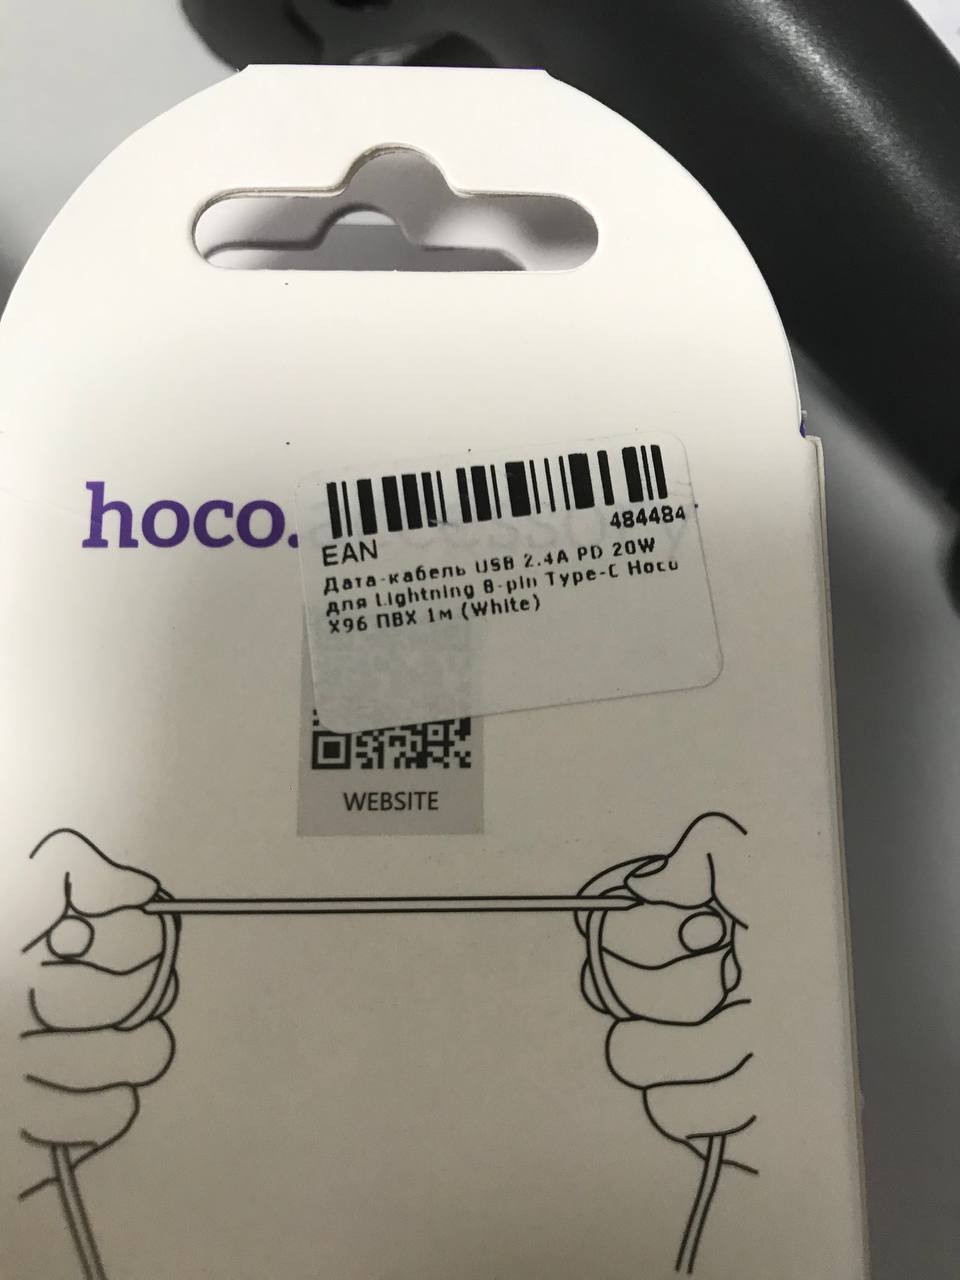 hoco.
484484
EAN
Дата-кабель USB 2.4A PD 20W
для Lightning 8-pin Type-C Hoco
X96 ПВХ 1м (White)
WEBSITE